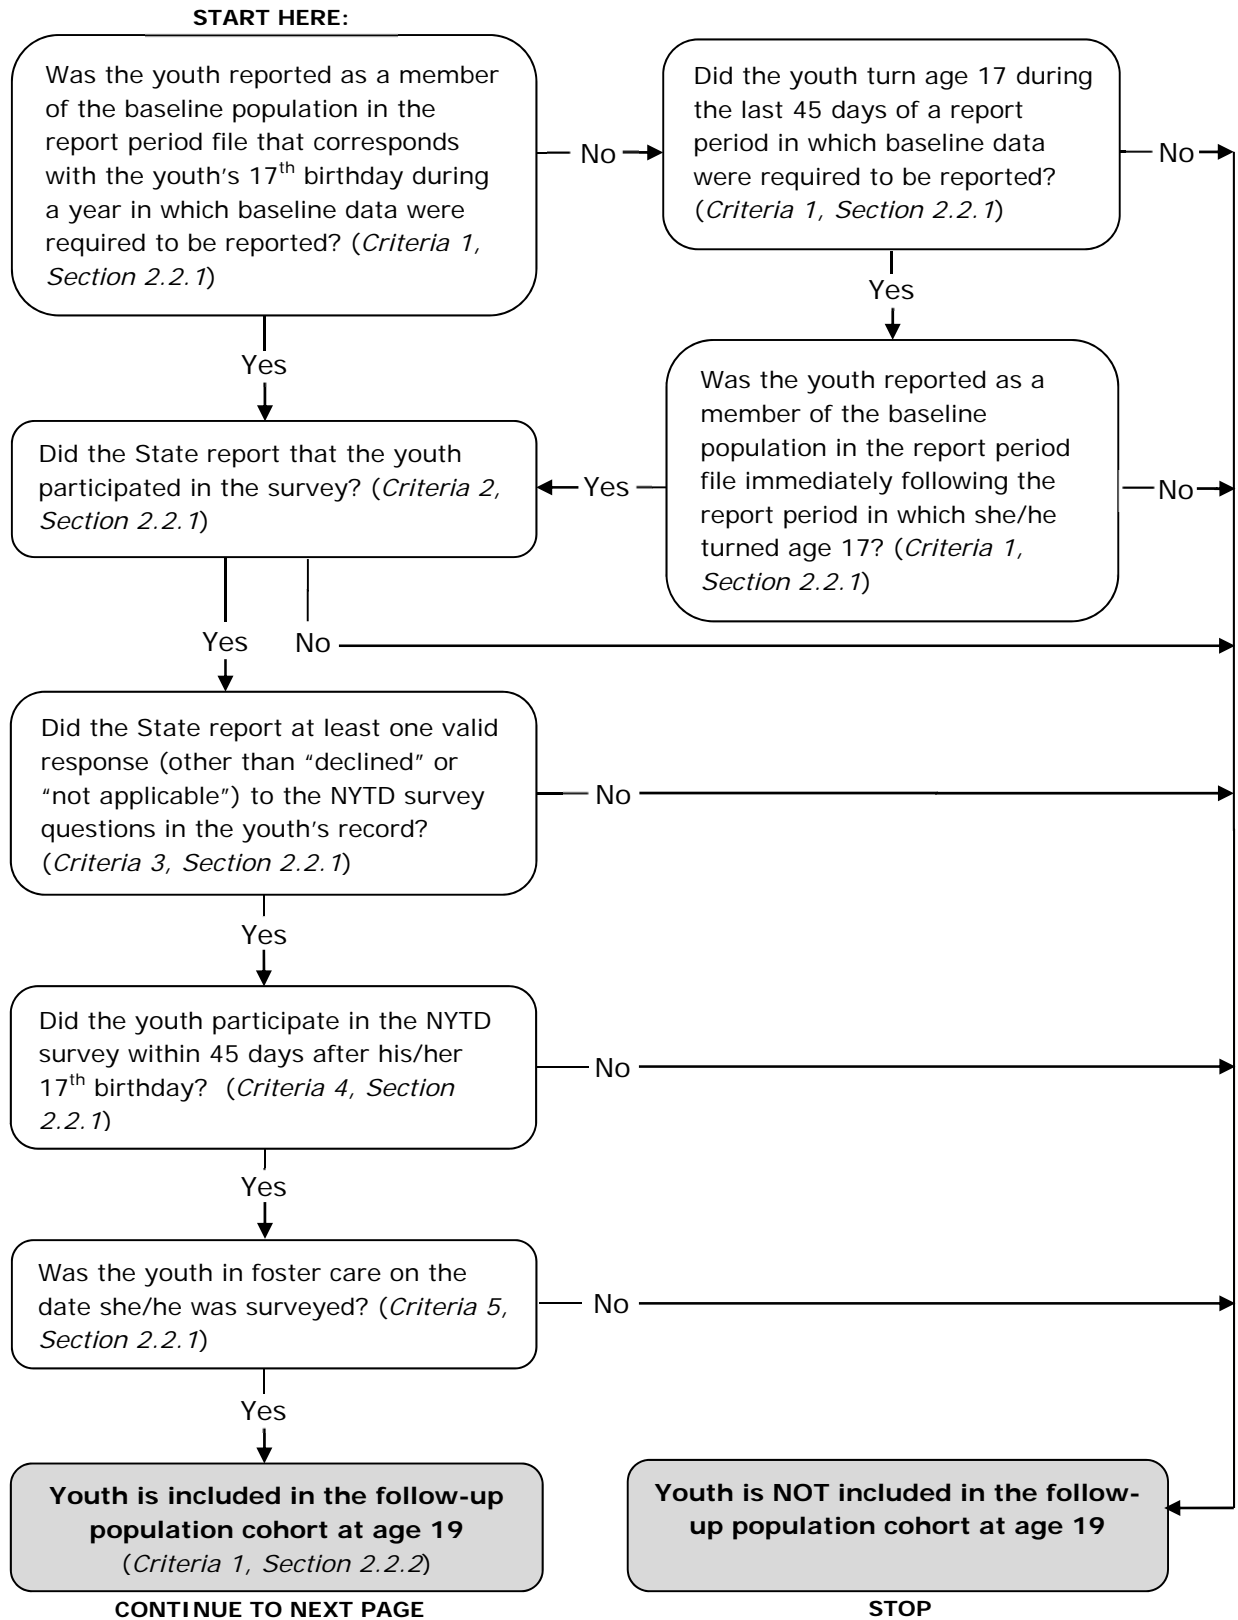 START HERE:
Was the youth reported as a member
of the baseline population in the
report period file that corresponds
with the youth's 17th birthday during
a year in which baseline data were
required to be reported? (Criteria 1,
Section 2.2.1)
No
Did the youth turn age 17 during
the last 45 days of a report
period in which baseline data
were required to be reported?
(Criteria 1, Section 2.2.1)
No
Yes
Yes
Was the youth reported as a
member of the baseline
population in the report period
file immediately following the
report period in which she/he
turned age 17? (Criteria 1,
Section 2.2.1)
Yes
No
Did the State report that the youth
participated in the survey? (Criteria 2,
Section 2.2.1)
Yes
No
Did the State report at least one valid
response (other than "declined" or
"not applicable") to the NYTD survey
questions in the youth's record?
(Criteria 3, Section 2.2.1)
No
Yes
Did the youth participate in the NYTD
survey within 45 days after his/her
17th birthday? (Criteria 4, Section
2.2.1)
No
Yes
Was the youth in foster care on the
date she/he was surveyed? (Criteria 5,
Section 2.2.1)
No
Yes
Youth is included in the follow-up
population cohort at age 19
(Criteria 1, Section 2.2.2)
CONTINUE TO NEXT PAGE
Youth is NOT included in the follow-
up population cohort at age 19
STOP